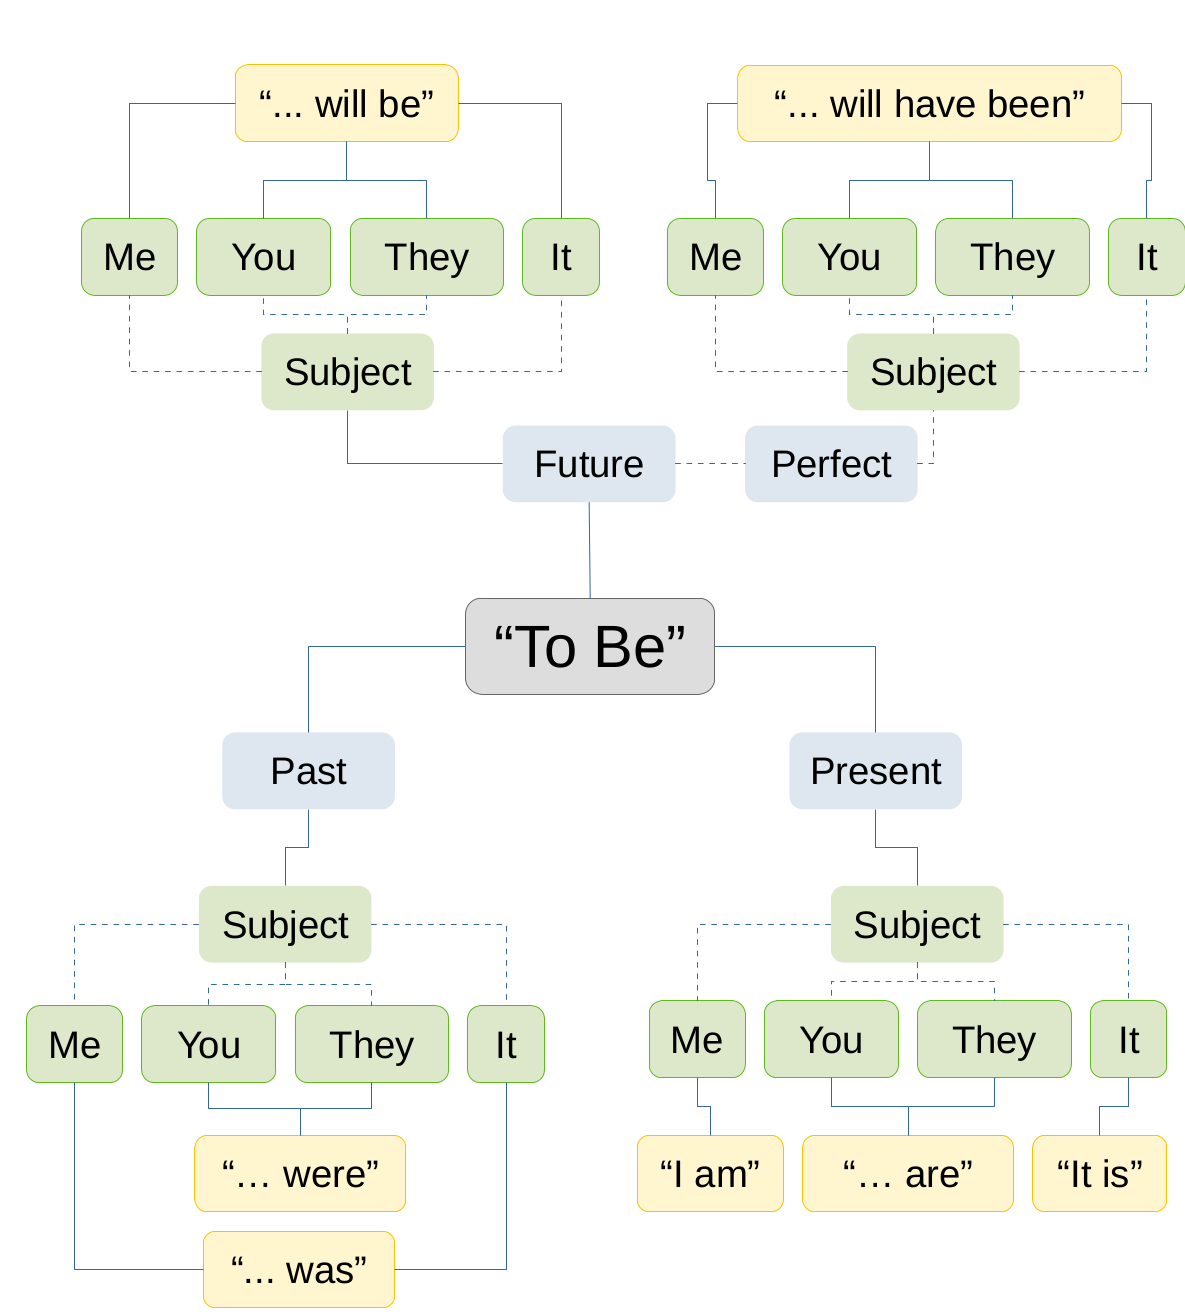 “... will be”
“... will have been”
Me
You
They
It
Me
You
They
It
Subject
Subject
Future
Perfect
“To Be”
Past
Present
Subject
Subject
Me
You
They
It
Me
You
They
It
“… were”
“I am”
“… are”
“It is”
“... was”